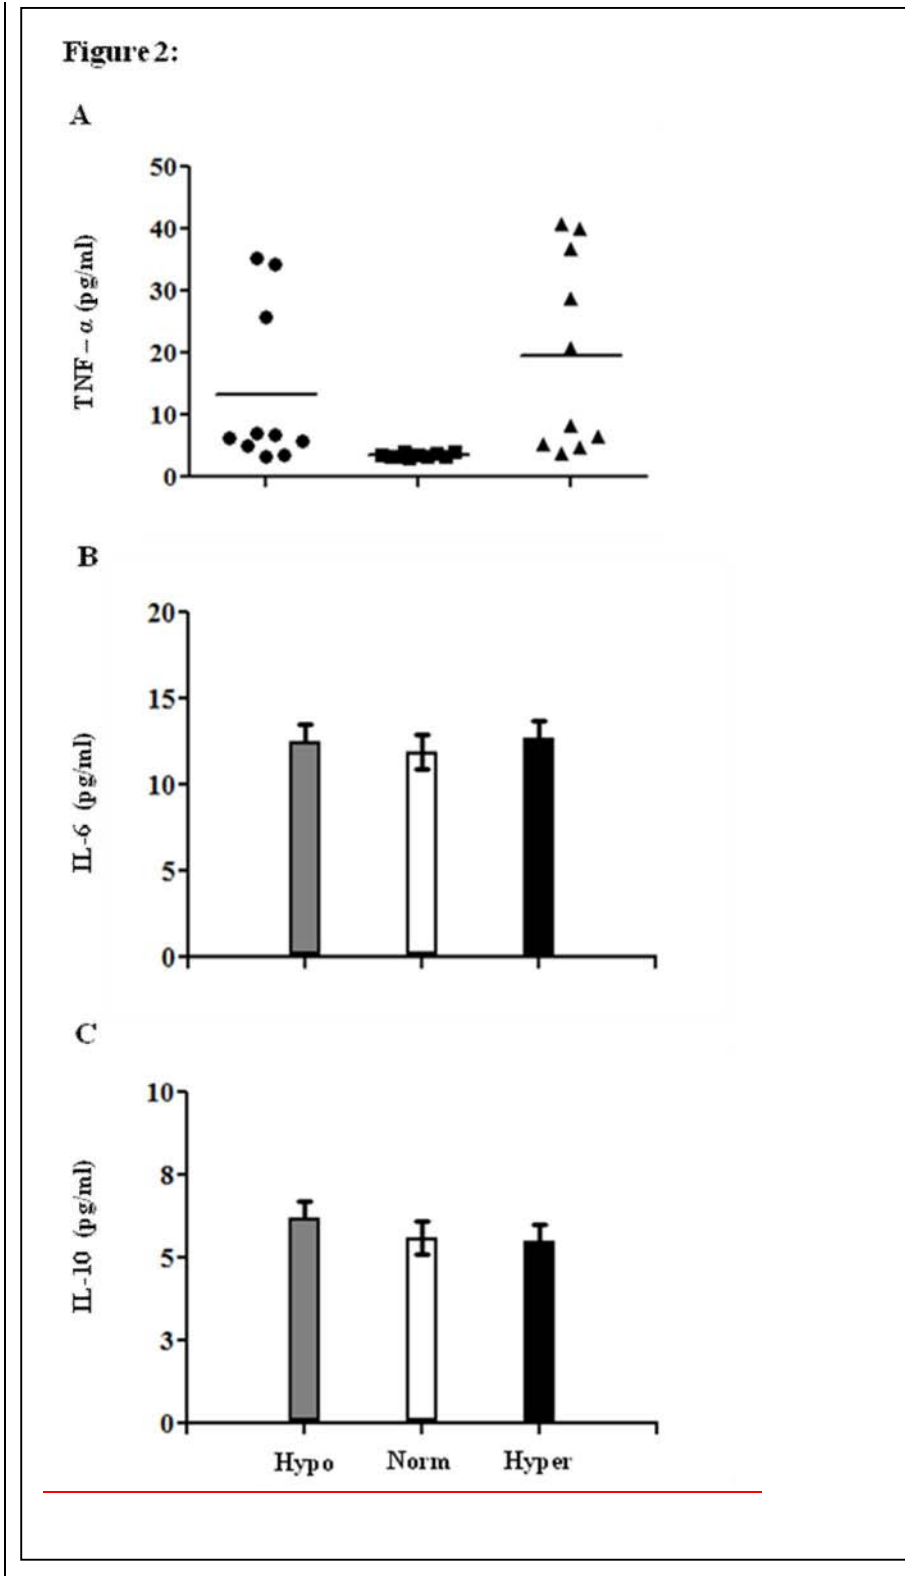 Figure 2:
A
TNF – α (pg/ml)
50
40
30
20
10
0
B
IL-6 (pg/ml)
20
15
10
5
0
C
IL-10 (pg/ml)
10
8
5
3
0
Hypo Norm Hyper